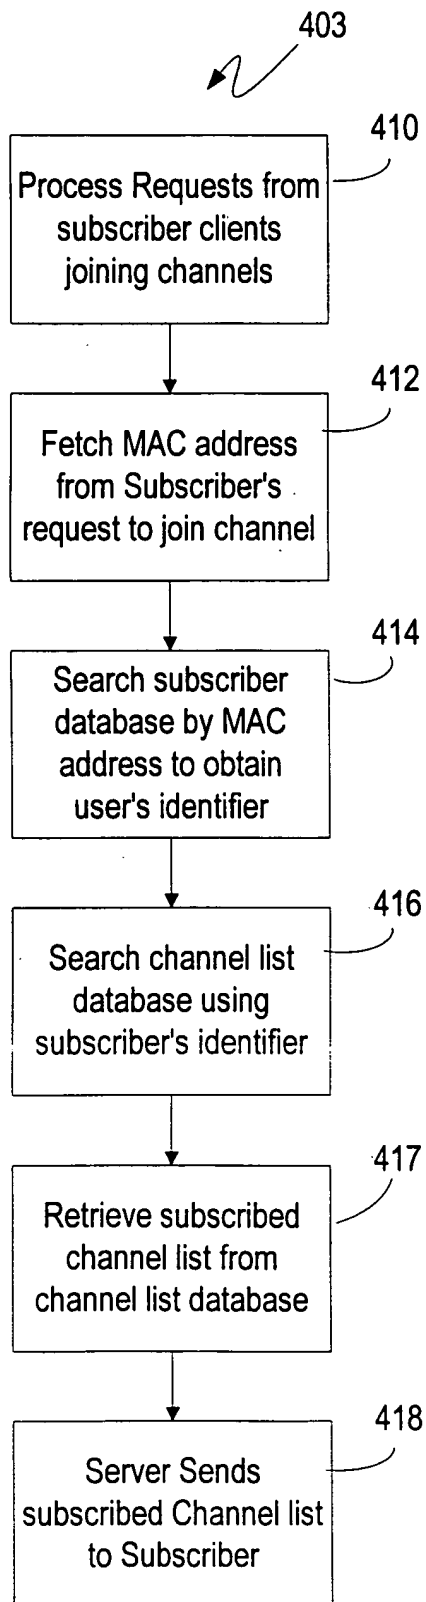 403
410
Process Requests from
subscriber clients
joining channels
412
Fetch MAC address
from Subscriber's
request to join channel
414
Search subscriber
database by MAC
address to obtain
user's identifier
416
Search channel list
database using
subscriber's identifier
417
Retrieve subscribed
channel list from
channel list database
418
Server Sends
subscribed Channel list
to Subscriber